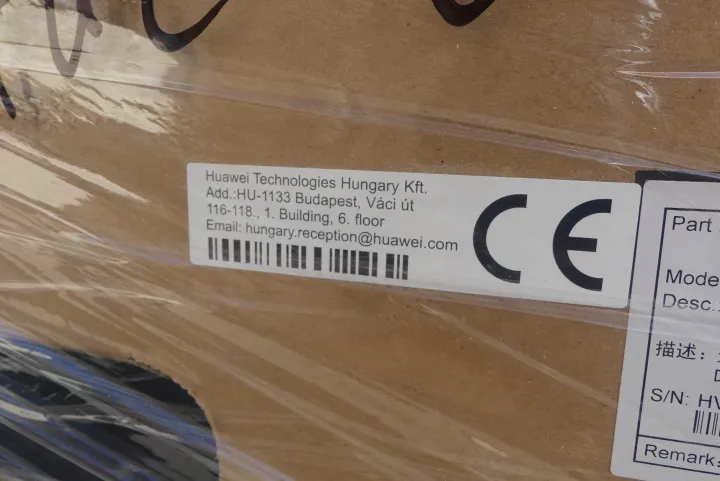 Huawei Technologies Hungary Kft.
Add.:HU-1133 Budapest, Váci út
116-118., 1. Building, 6. floor
Email: hungary.reception@huawei.com
CE
Part
Mode
Desc.
描述:
D
S/N: HV
Remark: